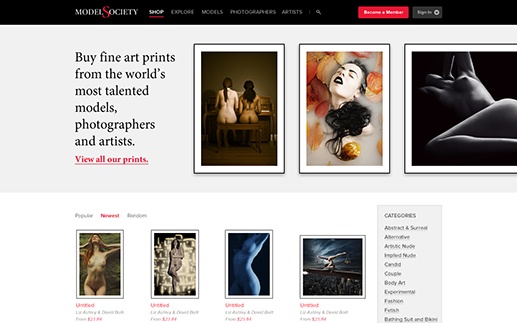 MODEL SOCIETY
SHOP EXPLORE MODELS PHOTOGRAPHERS ARTISTS
Become a Member
Sign In
Buy fine art prints
from the world's
most talented
models,
photographers
and artists.
View all our prints.
Popular Newest Random
Untitled
Liz Ashley & David Bollt
From $23.84
Untitled
Liz Ashley & David Bollt
From $23.84
Untitled
Liz Ashley & David Bollt
From $23.84
Untitled
Liz Ashley & David Bollt
From $23.84
CATEGORIES
Abstract & Surreal
Alternative
Artistic Nude
Implied Nude
Candid
Couple
Body Art
Experimental
Fashion
Fetish
Bathing Suit and Bikini